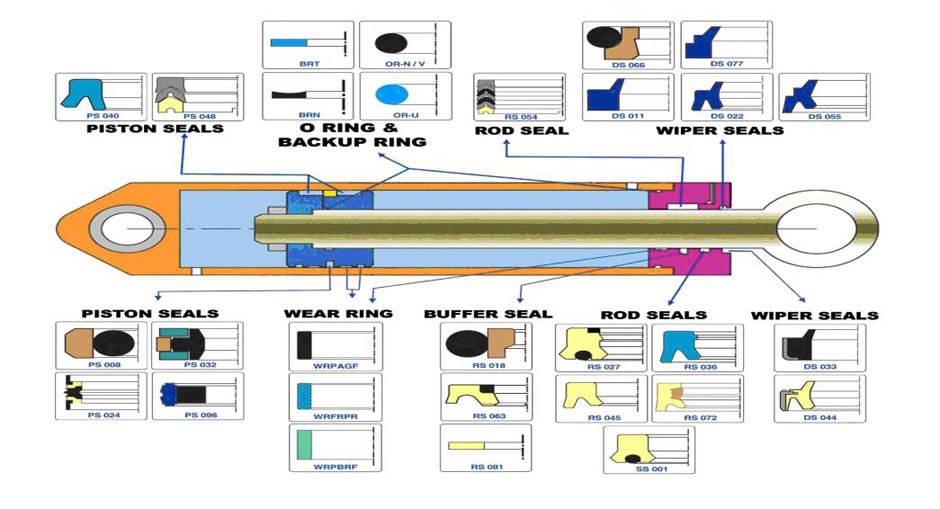 BRT
OR-N / V
DS 066
DS 077
PS 040
PS 048
BRN
OR-U
RS 054
DS 011
DS 022
DS 055
PISTON SEALS
O RING &
BACKUP RING
ROD SEAL
WIPER SEALS
PISTON SEALS
WEAR RING
BUFFER SEAL
ROD SEALS
WIPER SEALS
PS 008
PS 032
WRPAGF
RS 018
RS 027
RS 036
DS 033
PS 024
PS 096
WRFRPR
RS 063
RS 045
RS 072
DS 044
WRPBRF
RS 081
SS 001